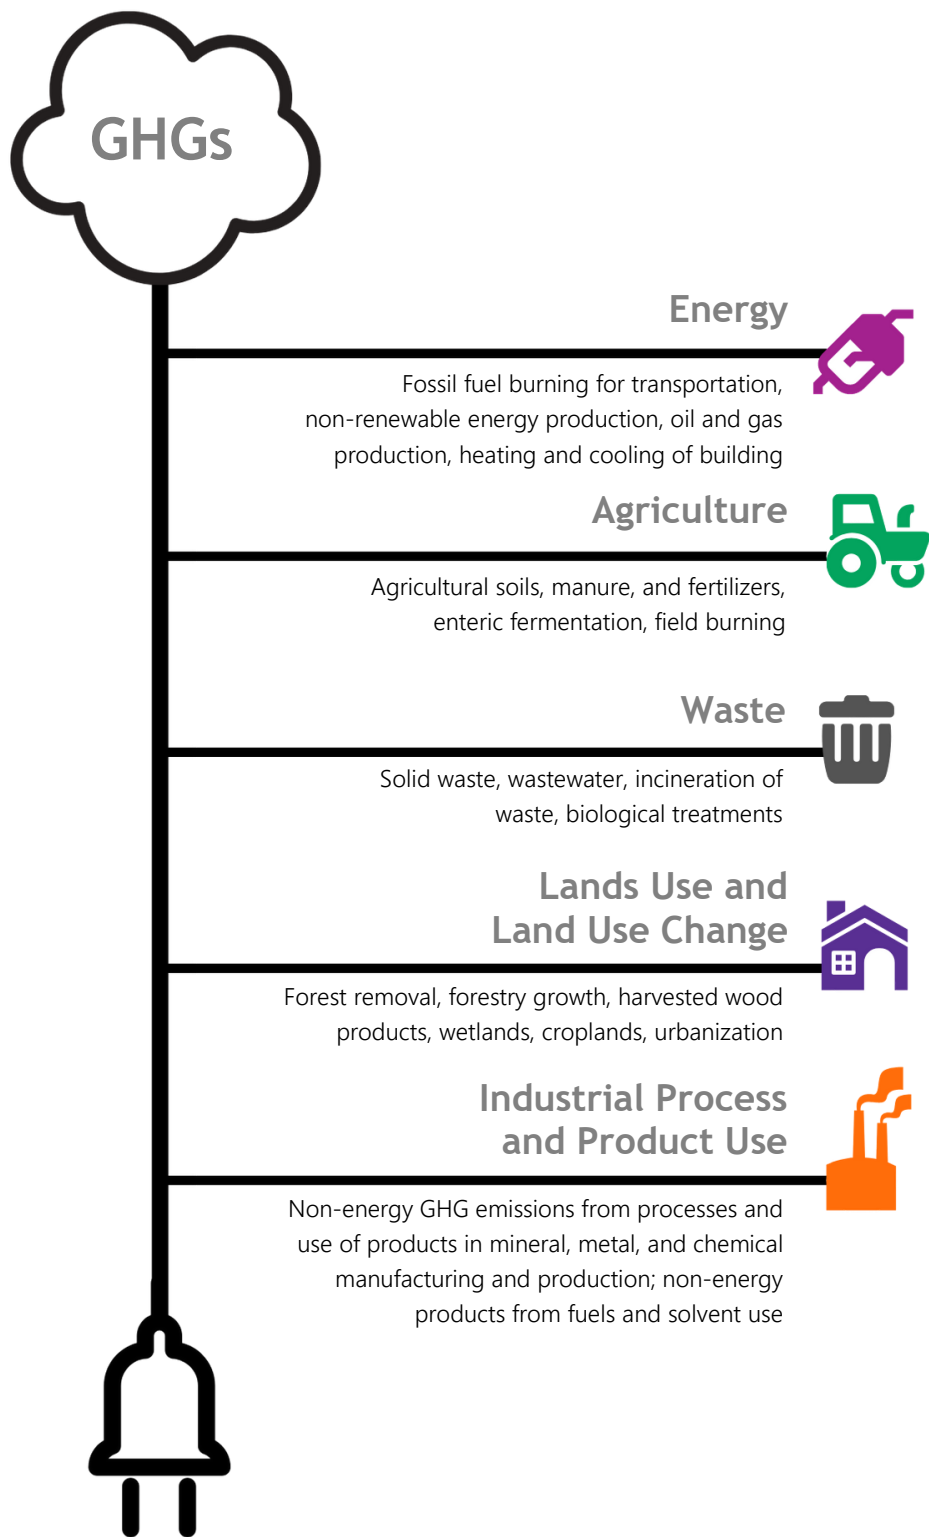 GHGs
Energy
Fossil fuel burning for transportation,
non-renewable energy production, oil and gas
production, heating and cooling of building
Agriculture
Agricultural soils, manure, and fertilizers,
enteric fermentation, field burning
Waste
Solid waste, wastewater, incineration of
waste, biological treatments
Lands Use and
Land Use Change
Forest removal, forestry growth, harvested wood
products, wetlands, croplands, urbanization
Industrial Process
and Product Use
Non-energy GHG emissions from processes and
use of products in mineral, metal, and chemical
manufacturing and production; non-energy
products from fuels and solvent use